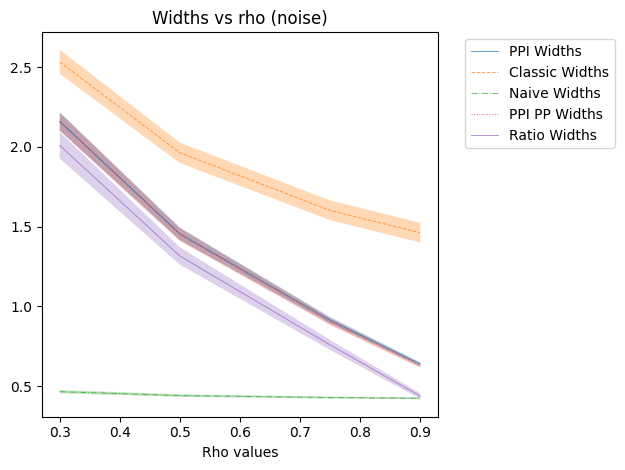 Widths vs rho (noise)
PPI Widths
Classic Widths
Naive Widths
PPI PP Widths
Ratio Widths
2.5
2.0
1.5
1.0
0.5
0.3 0.4 0.5 0.6 0.7 0.8 0.9
Rho values